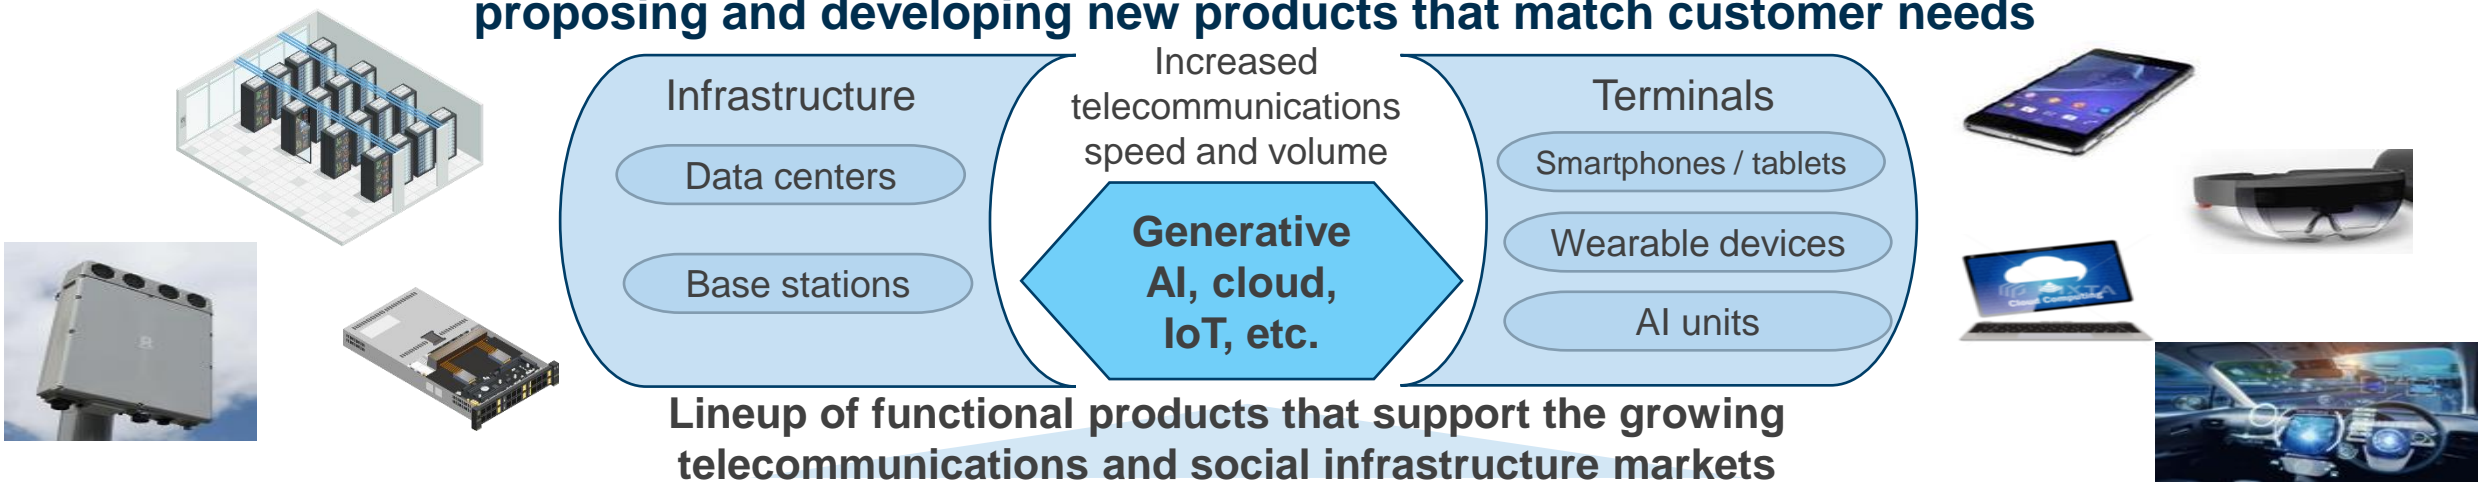 proposing and developing new products that match customer needs
Infrastructure
Data centers
Base stations
Increased
telecommunications
speed and volume
Generative
AI, cloud,
IoT, etc.
Terminals
Smartphones / tablets
Wearable devices
AI units
Cloud Computing
Lineup of functional products that support the growing
telecommunications and social infrastructure markets